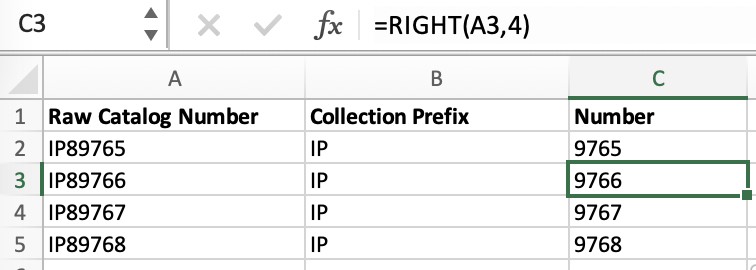 C3 fx =RIGHT(A3,4)
A B C
1 Raw Catalog Number Collection Prefix Number
2 IP89765 IP 9765
3 IP89766 IP 9766
4 IP89767 IP 9767
5 IP89768 IP 9768